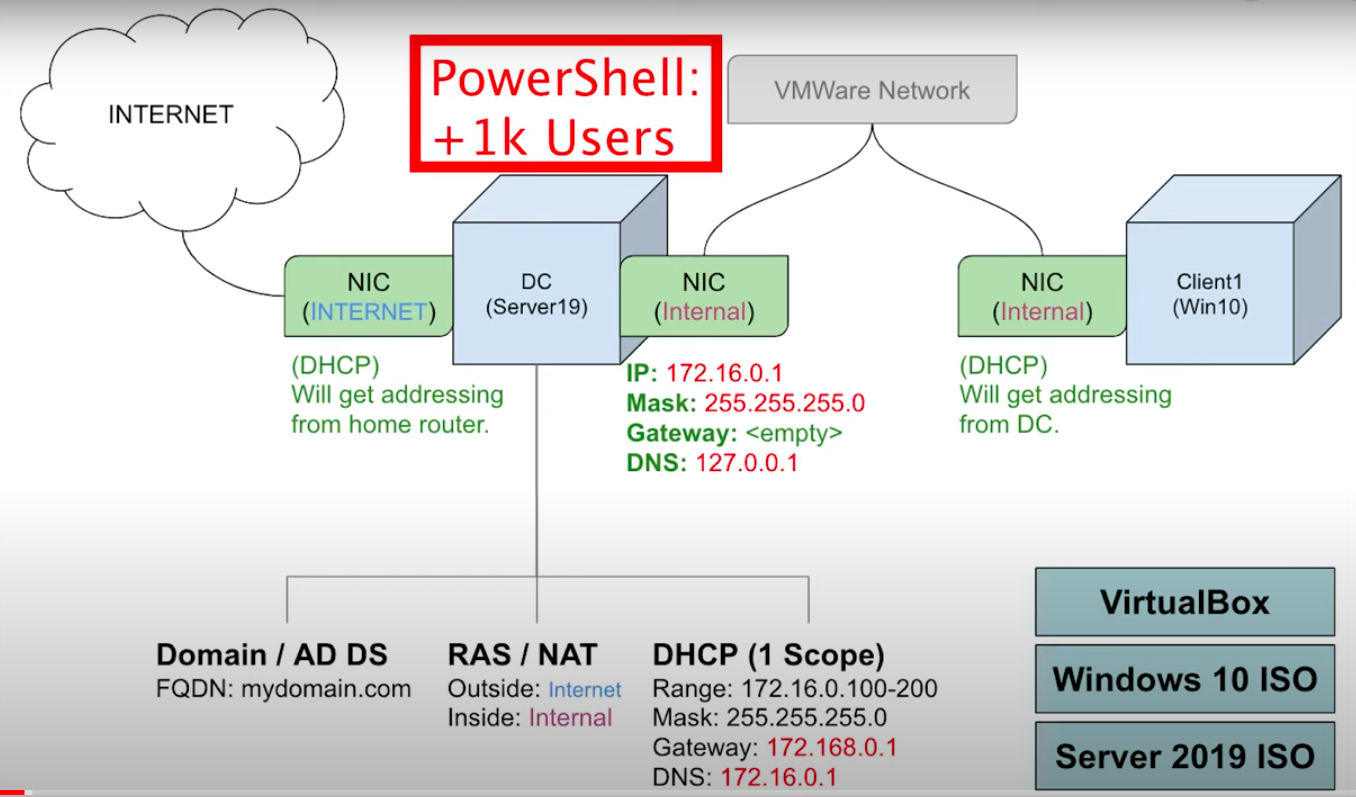 INTERNET
PowerShell:
+1k Users
VMWare Network
NIC
(INTERNET)
DC
(Server19)
NIC
(Internal)
NIC
(Internal)
Client1
(Win10)
(DHCP)
Will get addressing
from home router.
IP: 172.16.0.1
Mask: 255.255.255.0
Gateway: <empty>
DNS: 127.0.0.1
(DHCP)
Will get addressing
from DC.
Domain / AD DS
FQDN: mydomain.com
RAS / NAT
Outside: Internet
Inside: Internal
DHCP (1 Scope)
Range: 172.16.0.100-200
Mask: 255.255.255.0
Gateway: 172.168.0.1
DNS: 172.16.0.1
VirtualBox
Windows 10 ISO
Server 2019 ISO